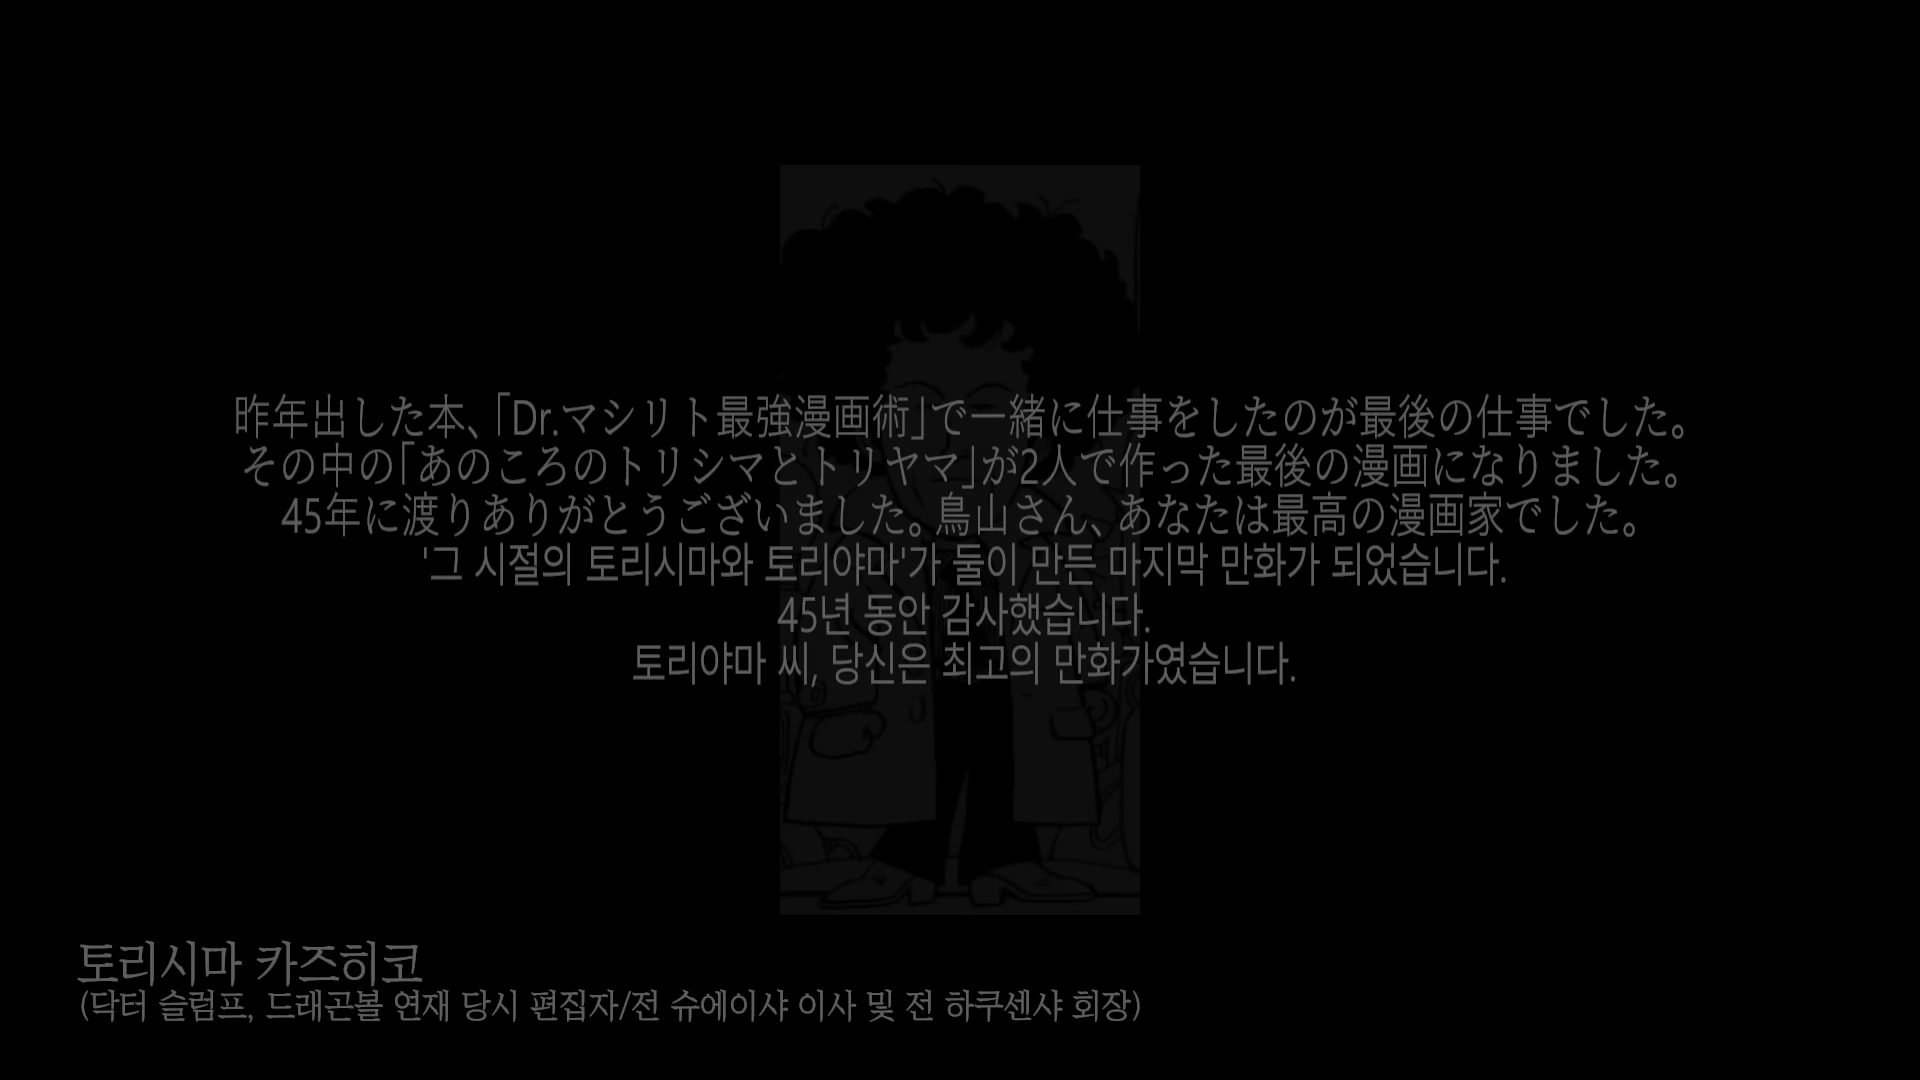 昨年出した本、「Dr.マシリト最強漫画術」で一緒に仕事をしたのが最後の仕事でした。
その中の「あのころのトリシマとトリヤマ」が2人で作った最後の漫画になりました。
45年に渡りありがとうございました。鳥山さん、あなたは最高の漫画家でした。
'그 시절의 토리시마와 토리야마'가 둘이 만든 마지막 만화가 되었습니다.
45년 동안 감사했습니다.
토리야마 씨, 당신은 최고의 만화가였습니다.
토리시마 카즈히코
(닥터 슬럼프, 드래곤볼 연재 당시 편집자/전 슈에이샤 이사 및 전 하쿠센샤 회장)